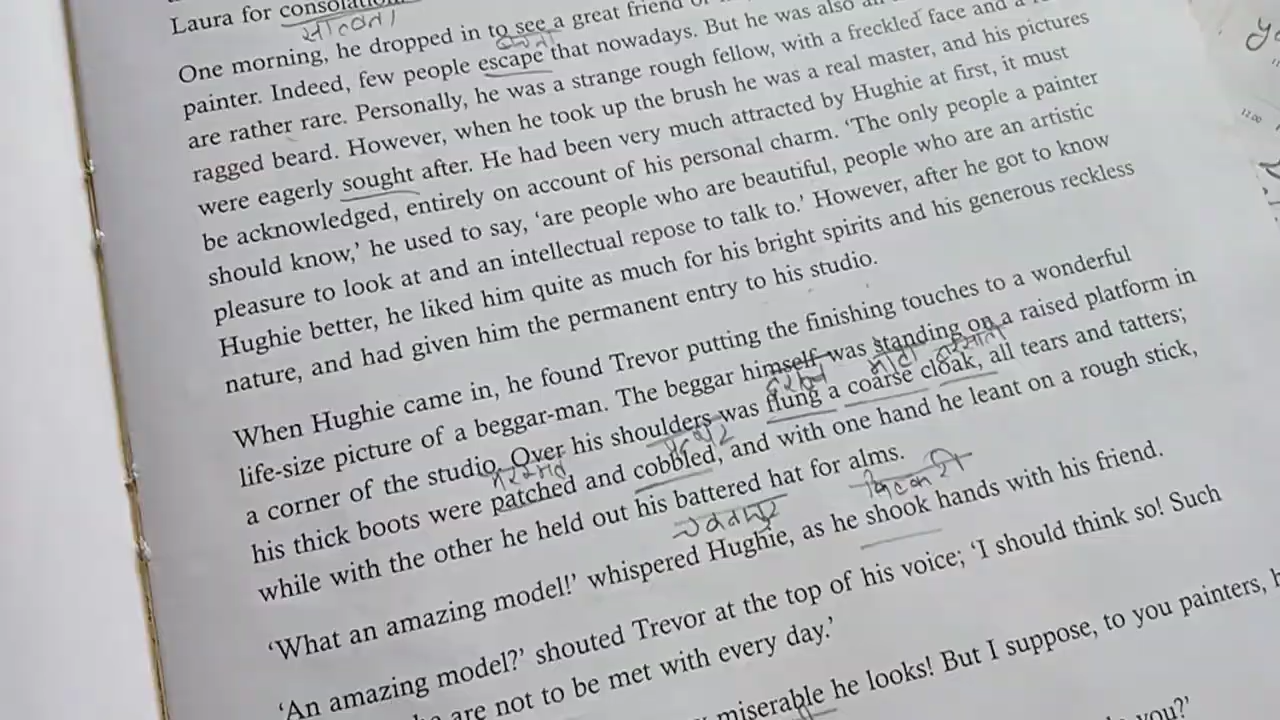 Laura for consolation
सांत्वना
One morning, he dropped in to see a great friend
painter. Indeed, few people escape that nowadays. But he was also
are rather rare. Personally, he was a strange rough fellow, with a freckled face and a
ragged beard. However, when he took up the brush he was a real master, and his pictures
were eagerly sought after. He had been very much attracted by Hughie at first, it must
be acknowledged, entirely on account of his personal charm. ‘The only people a painter
should know,’ he used to say, ‘are people who are beautiful, people who are an artistic
pleasure to look at and an intellectual repose to talk to.’ However, after he got to know
Hughie better, he liked him quite as much for his bright spirits and his generous reckless
nature, and had given him the permanent entry to his studio.
When Hughie came in, he found Trevor putting the finishing touches to a wonderful
life-size picture of a beggar-man. The beggar himself was standing on a raised platform in
a corner of the studio. Over his shoulders was flung a coarse cloak, all tears and tatters;
his thick boots were patched and cobbled, and with one hand he leant on a rough stick,
while with the other he held out his battered hat for alms.
‘What an amazing model!’ whispered Hughie, as he shook hands with his friend.
‘An amazing model?’ shouted Trevor at the top of his voice; ‘I should think so! Such
are not to be met with every day.’
miserable he looks! But I suppose, to you painters,
you?’
12.00